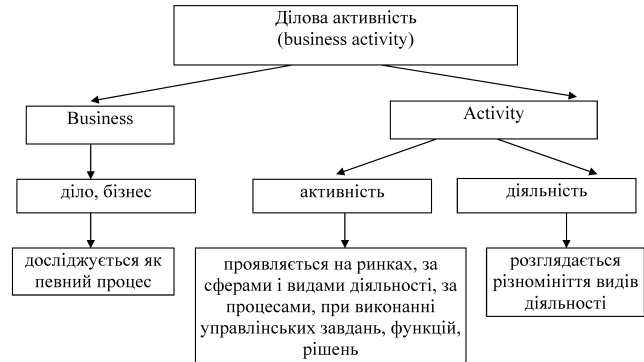 Ділова активність
(business activity)
Business
Activity
діло, бізнес
активність
діяльність
досліджується як
певний процес
проявляється на ринках, за
сферами і видами діяльності, за
процесами, при виконанні
управлінських завдань, функцій,
рішень
розглядається
різномініття видів
діяльності